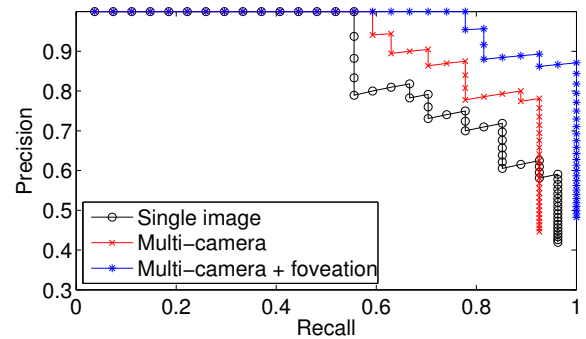 0.9
0.8
0.7
0.6
0.5
0.4
0.3
Precision
Single image
Multi−camera
Multi−camera + foveation
0 0.2 0.4 0.6 0.8 1
Recall